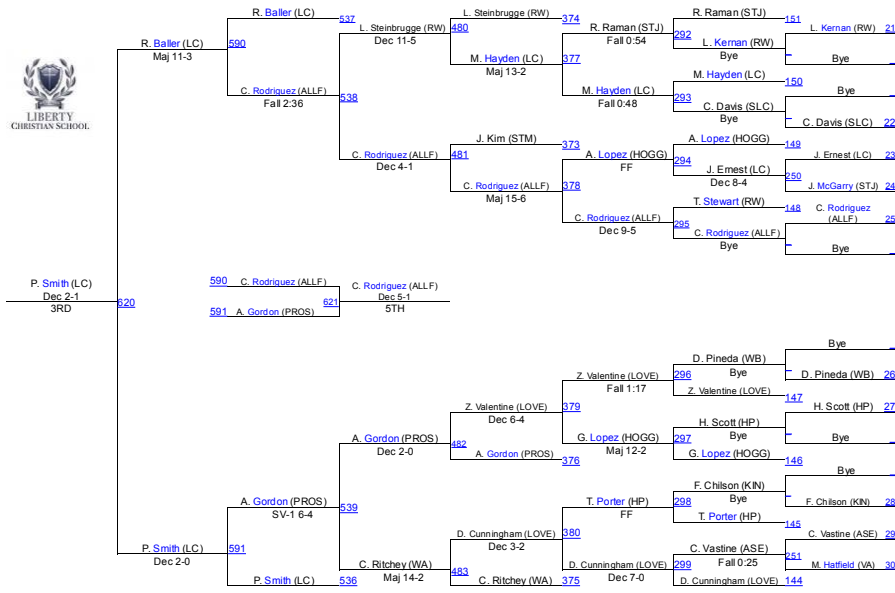 LIBERTY
CHRISTIAN SCHOOL
R. Baller (LC)
Maj 11-3
590
R. Baller (LC)
537
C. Rodriguez (ALLF)
Fall 2:36
538
L. Steinbrugge (RW)
Dec 11-5
480
C. Rodriguez (ALLF)
Dec 4-1
481
L. Steinbrugge (RW)
374
M. Hayden (LC)
Maj 13-2
377
J. Kim (STM)
373
C. Rodriguez (ALLF)
Maj 15-6
378
R. Raman (STJ)
Fall 0:54
292
M. Hayden (LC)
Fall 0:48
293
A. Lopez (HOGG)
FF
294
C. Rodriguez (ALLF)
Dec 9-5
295
R. Raman (STJ)
151
L. Kernan (RW)
Bye
M. Hayden (LC)
150
C. Davis (SLC)
Bye
A. Lopez (HOGG)
149
J. Ernest (LC)
Dec 8-4
250
T. Stewart (RW)
148
C. Rodriguez (ALLF)
Bye
L. Kernan (RW)
21
Bye
Bye
C. Davis (SLC)
22
J. Ernest (LC)
23
J. McGarry (STJ)
24
C. Rodriguez
(ALLF)
25
Bye
P. Smith (LC)
Dec 2-1
3RD
620
590
C. Rodriguez (ALLF)
591
A. Gordon (PROS)
621
C. Rodriguez (ALLF)
Dec 5-1
5TH
P. Smith (LC)
Dec 2-0
591
A. Gordon (PROS)
SV-1 6-4
539
P. Smith (LC)
536
A. Gordon (PROS)
Dec 2-0
482
C. Ritchey (WA)
Maj 14-2
483
Z. Valentine (LOVE)
Dec 6-4
379
A. Gordon (PROS)
376
D. Cunningham (LOVE)
Dec 3-2
380
C. Ritchey (WA)
375
Z. Valentine (LOVE)
Fall 1:17
296
G. Lopez (HOGG)
Maj 12-2
297
T. Porter (HP)
FF
298
D. Cunningham (LOVE)
Dec 7-0
299
D. Pineda (WB)
Bye
Z. Valentine (LOVE)
147
H. Scott (HP)
Bye
G. Lopez (HOGG)
146
F. Chilson (KIN)
Bye
T. Porter (HP)
145
C. Vastine (ASE)
Fall 0:25
251
D. Cunningham (LOVE)
144
Bye
D. Pineda (WB)
26
H. Scott (HP)
27
Bye
Bye
F. Chilson (KIN)
28
C. Vastine (ASE)
29
M. Hatfield (VA)
30